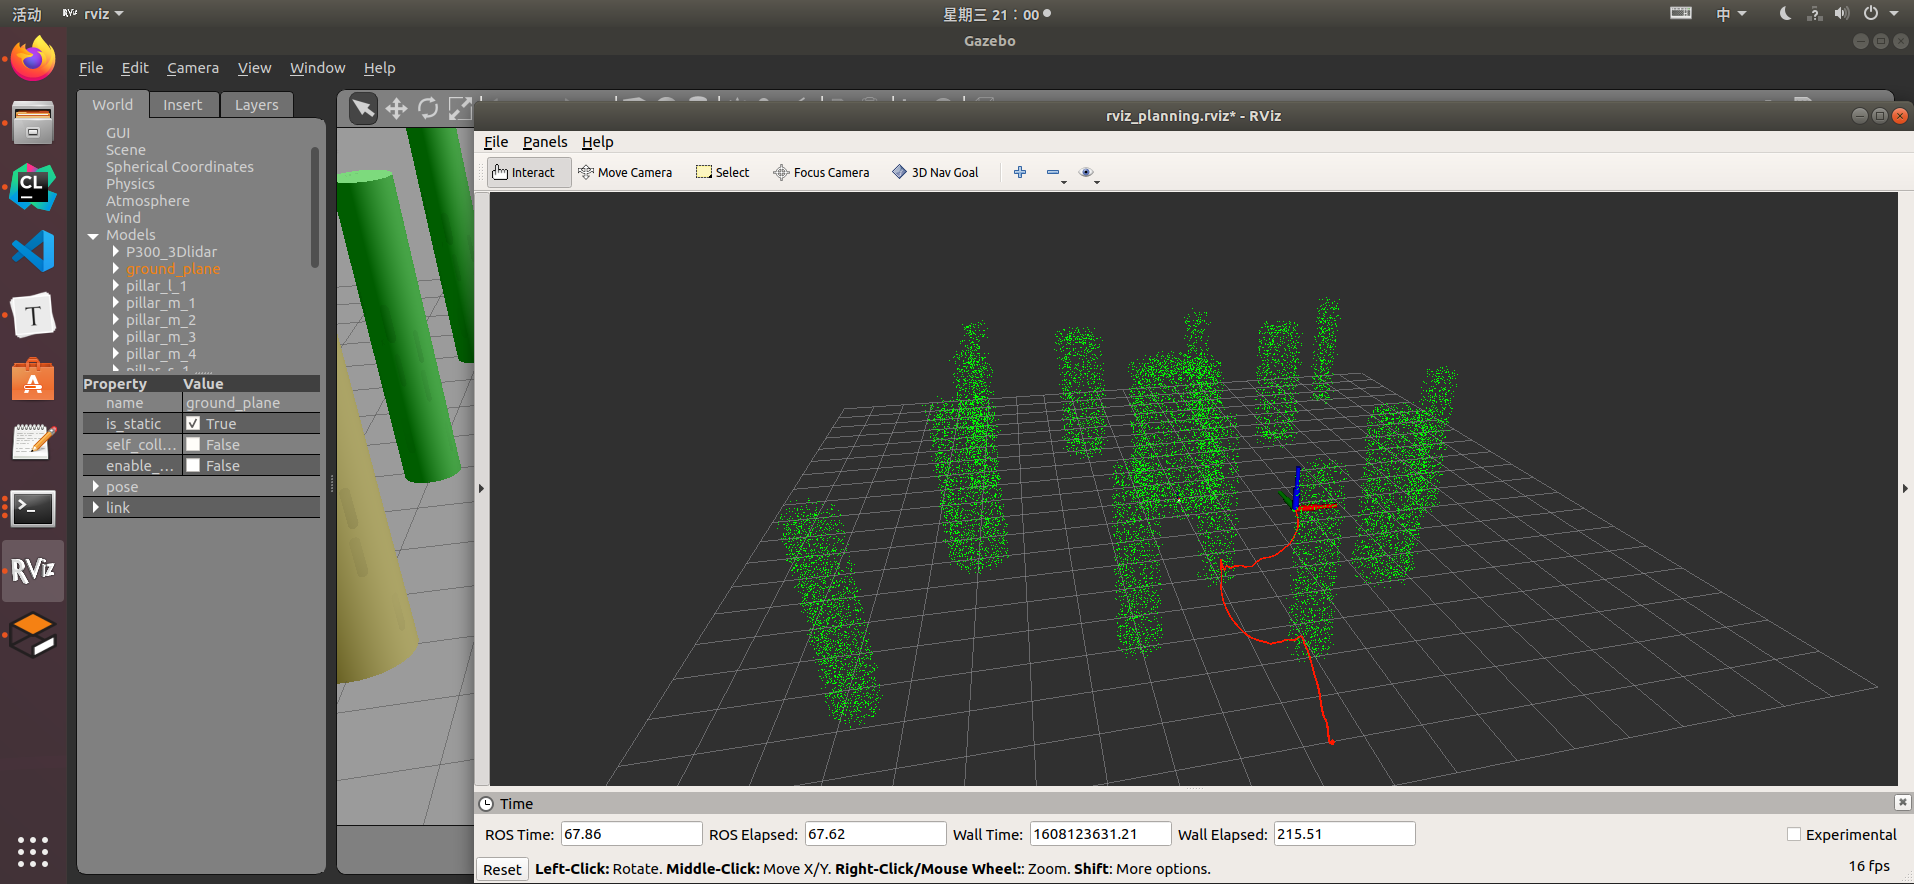 活动 RViz rviz 星期三 21：00 中
Gazebo
File Edit Camera View Window Help
World Insert Layers
GUI
Scene
Spherical Coordinates
Physics
Atmosphere
Wind
Models
P300_3Dlidar
ground_plane
pillar_l_1
pillar_m_1
pillar_m_2
pillar_m_3
pillar_m_4
Property Value
name ground_plane
is_static True
self_coll... False
enable_... False
pose
link
CL
T
A
RViz
rviz_planning.rviz* - RViz
File Panels Help
Interact Move Camera Select Focus Camera 3D Nav Goal
Time
ROS Time: 67.86 ROS Elapsed: 67.62 Wall Time: 1608123631.21 Wall Elapsed: 215.51 Experimental
Reset Left-Click: Rotate. Middle-Click: Move X/Y. Right-Click/Mouse Wheel:: Zoom. Shift: More options. 16 fps